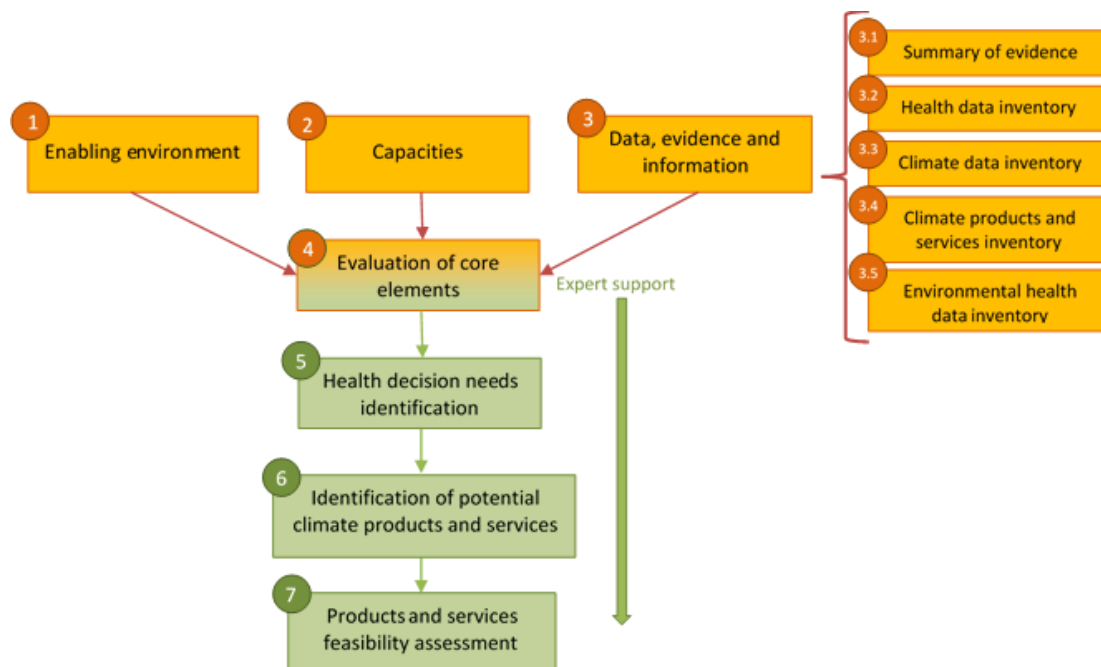 1
Enabling environment
2
Capacities
3
Data, evidence and
information
3.1
Summary of evidence
3.2
Health data inventory
3.3
Climate data inventory
3.4
Climate products and
services inventory
3.5
Environmental health
data inventory
4
Evaluation of core
elements
Expert support
5
Health decision needs
identification
6
Identification of potential
climate products and services
7
Products and services
feasibility assessment